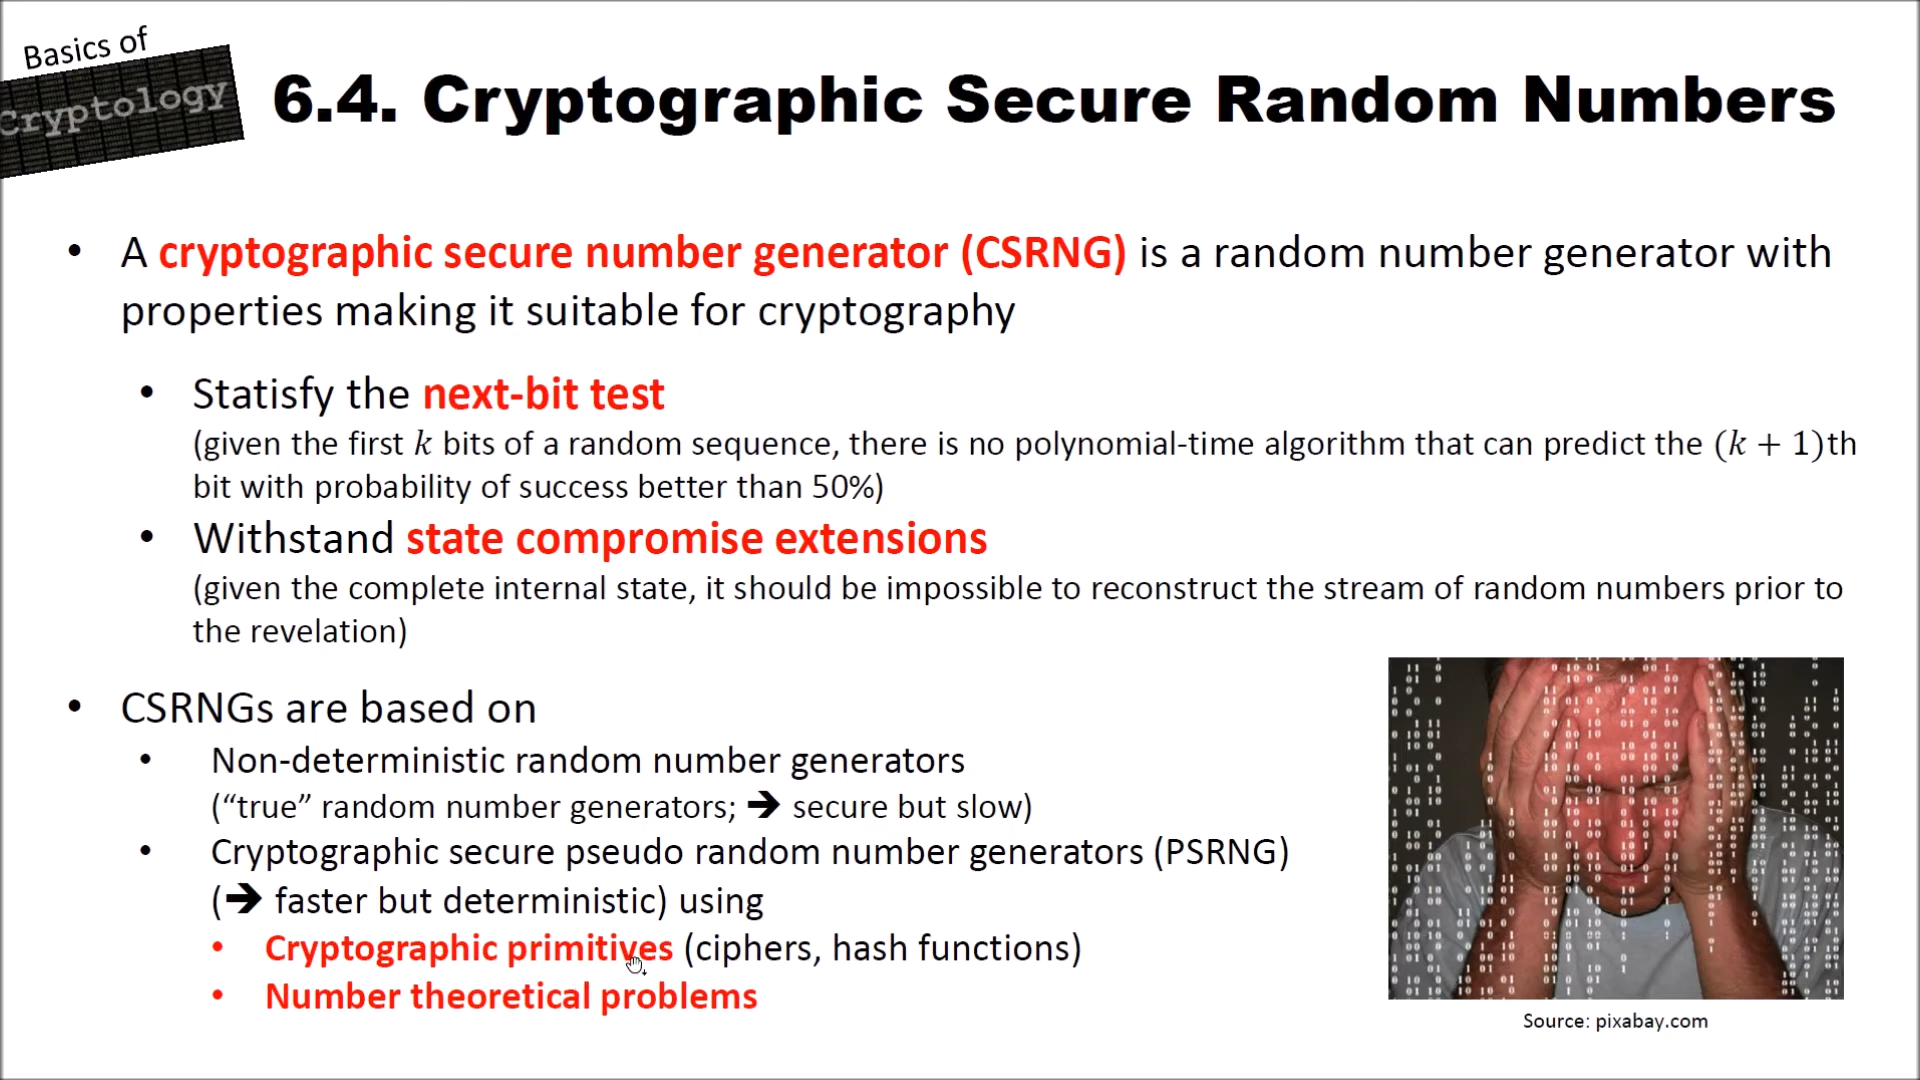 Basics of
Cryptology
6.4. Cryptographic Secure Random Numbers
• A cryptographic secure number generator (CSRNG) is a random number generator with
properties making it suitable for cryptography
• Statisfy the next-bit test
(given the first k bits of a random sequence, there is no polynomial-time algorithm that can predict the (k + 1)th
bit with probability of success better than 50%)
• Withstand state compromise extensions
(given the complete internal state, it should be impossible to reconstruct the stream of random numbers prior to
the revelation)
• CSRNGs are based on
• Non-deterministic random number generators
(“true” random number generators; ➔ secure but slow)
• Cryptographic secure pseudo random number generators (PSRNG)
(➔ faster but deterministic) using
• Cryptographic primitives (ciphers, hash functions)
• Number theoretical problems
Source: pixabay.com